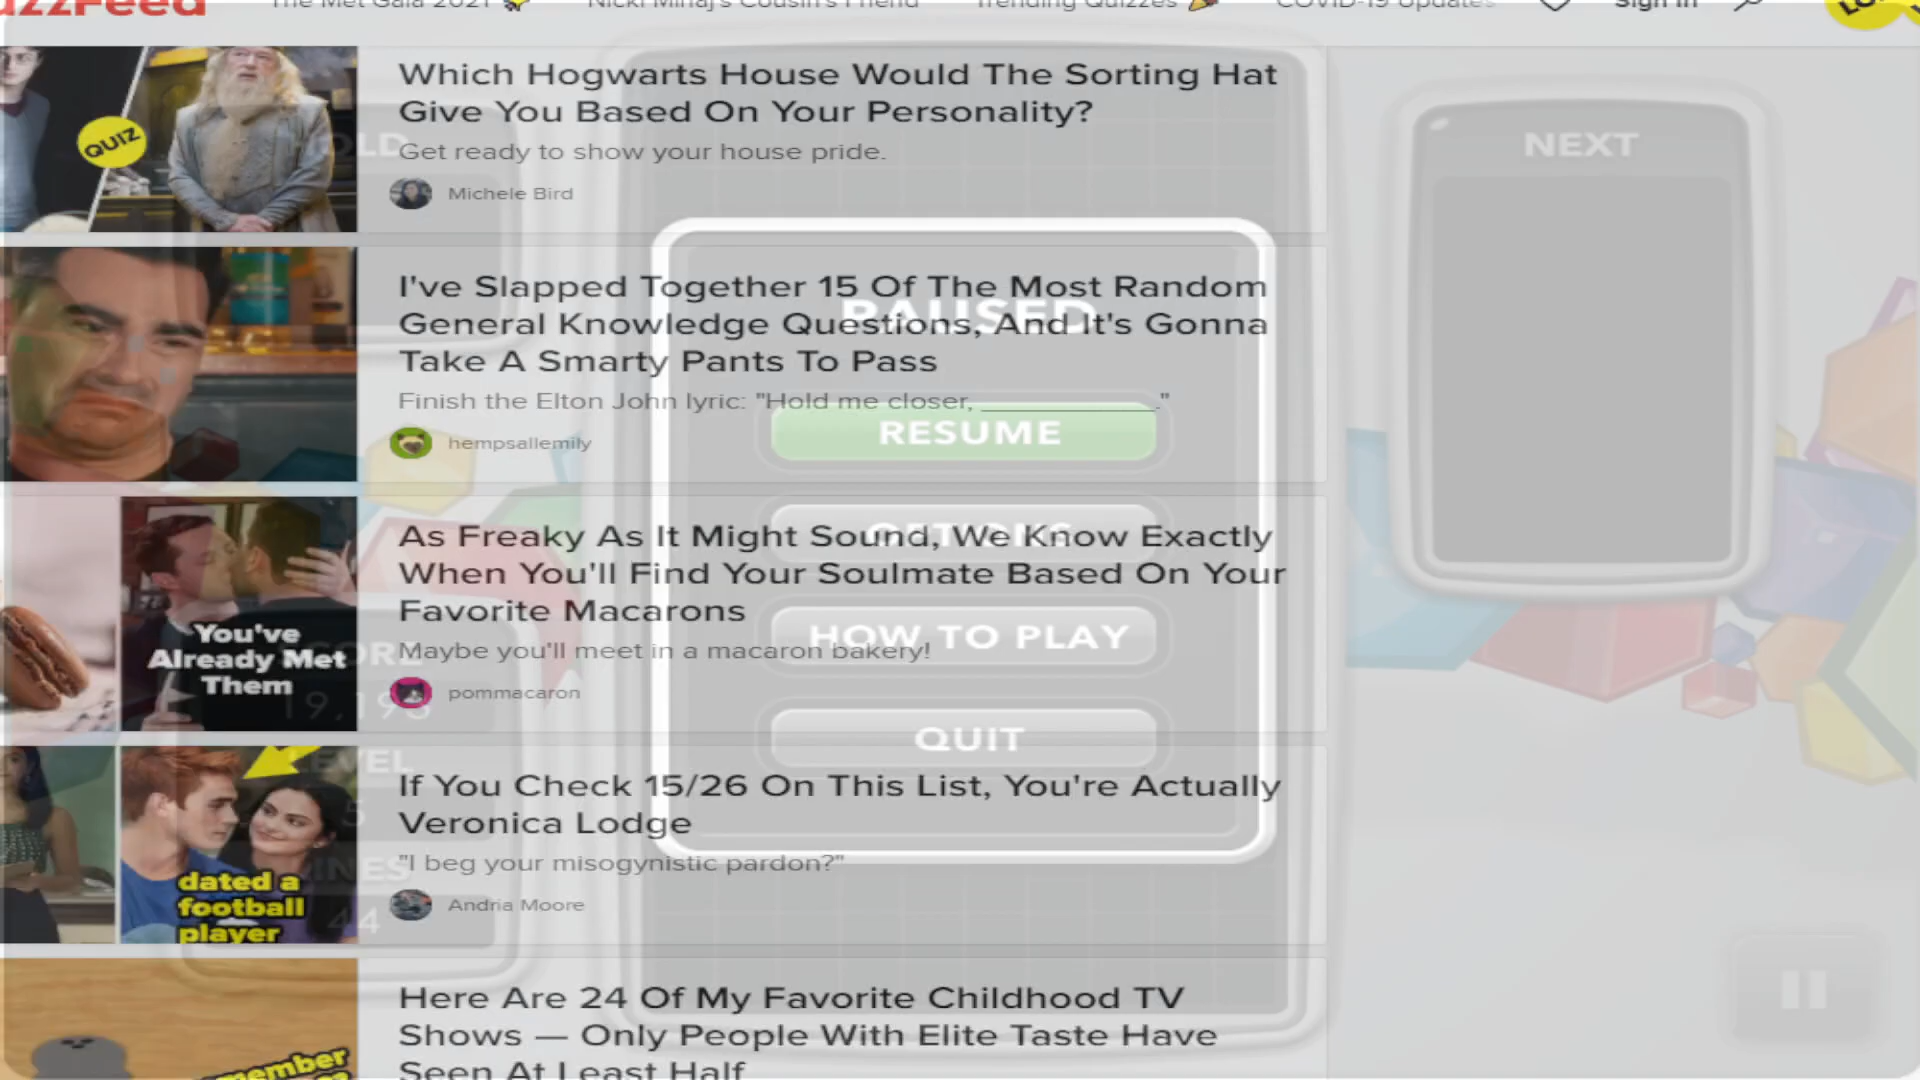 The Met Gala 2021
Nicki Minaj's Cousin's Friend
Trending Quizzes
COVID-19 Updates
Sign In
Which Hogwarts House Would The Sorting Hat
Give You Based On Your Personality?
Get ready to show your house pride.
Michele Bird
QUIZ
NEXT
I've Slapped Together 15 Of The Most Random
General Knowledge Questions, And It's Gonna
Take A Smarty Pants To Pass
Finish the Elton John lyric: "Hold me closer, ____________."
hempsallemily
PAUSED
RESUME
OPTIONS
HOW TO PLAY
QUIT
As Freaky As It Might Sound, We Know Exactly
When You'll Find Your Soulmate Based On Your
Favorite Macarons
Maybe you'll meet in a macaron bakery!
pommacaron
You've
Already Met
Them
19,198
If You Check 15/26 On This List, You're Actually
Veronica Lodge
"I beg your misogynistic pardon?"
Andria Moore
dated a
football
player
44
Here Are 24 Of My Favorite Childhood TV
Shows — Only People With Elite Taste Have
Seen At Least Half